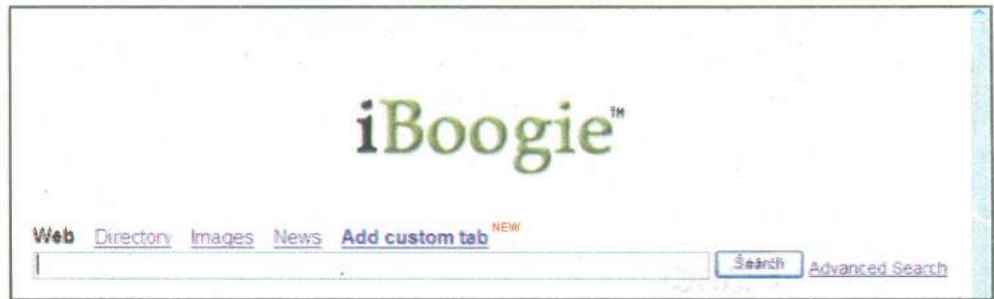 iBoogie™
Web Directory Images News Add custom tab NEW
Search Advanced Search